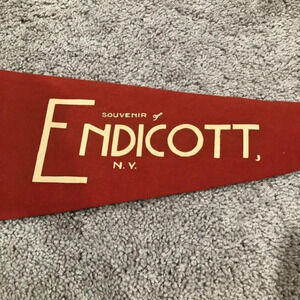 SOUVENIR of
ENDICOTT,
N.Y.